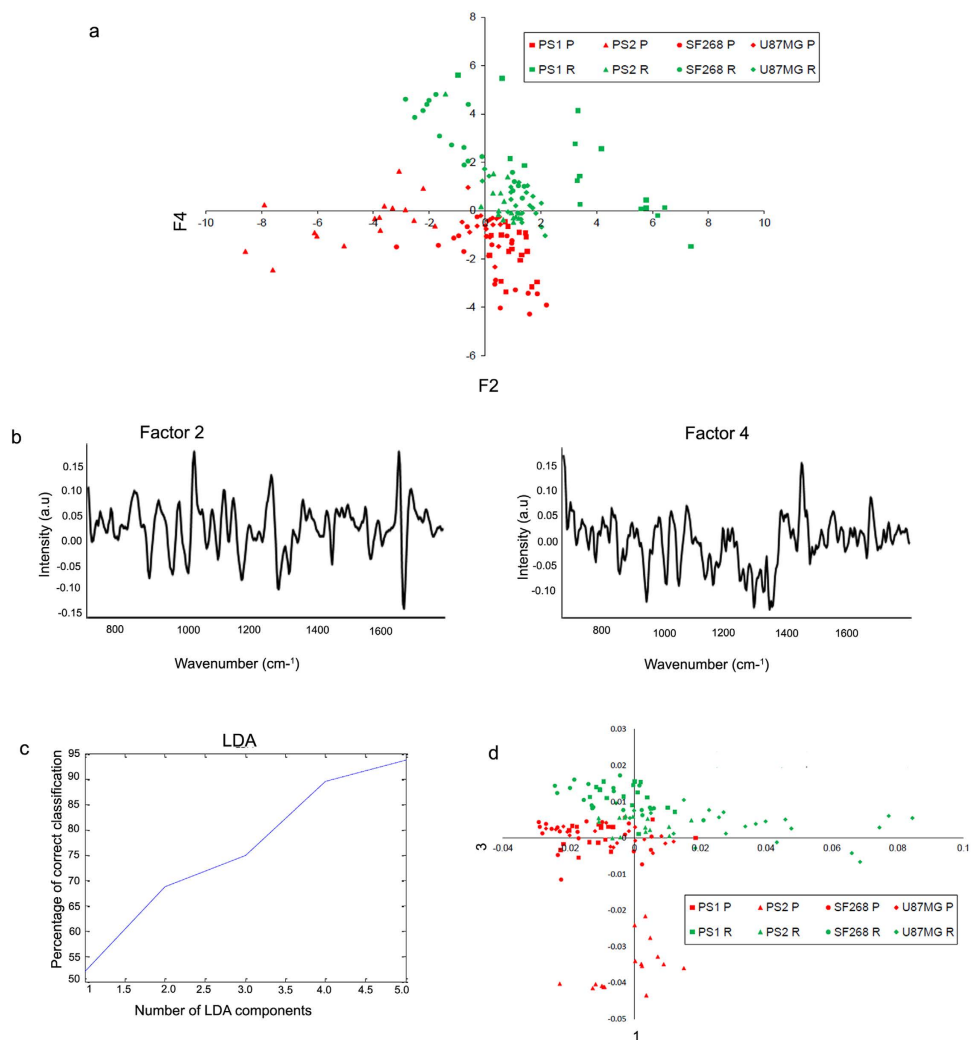 a
8
6
4
2
0
-2
-4
-6
-10 -8 -6 -4 -2 0 2 4 6 8 10
F4
F2
PS1 P PS2 P SF268 P U87MG P
PS1 R PS2 R SF268 R U87MG R
b
Factor 2
Intensity (a.u)
0.15
0.10
0.05
0.00
-0.05
-0.10
-0.15
800 1000 1200 1400 1600
Wavenumber (cm-1)
Factor 4
Intensity (a.u)
0.15
0.10
0.05
0.00
-0.05
-0.10
800 1000 1200 1400 1600
Wavenumber (cm-1)
c
LDA
Percentage of correct classification
95
90
85
80
75
70
65
60
55
50
1 1.5 2.0 2.5 3.0 3.5 4.0 4.5 5.0
Number of LDA components
d
0.03
0.02
0.01
0
-0.01
-0.02
-0.03
-0.04
-0.05
-0.04 -0.02 0 0.02 0.04 0.06 0.08 0.1
3
1
PS1 P PS2 P SF268 P U87MG P
PS1 R PS2 R SF268 R U87MG R